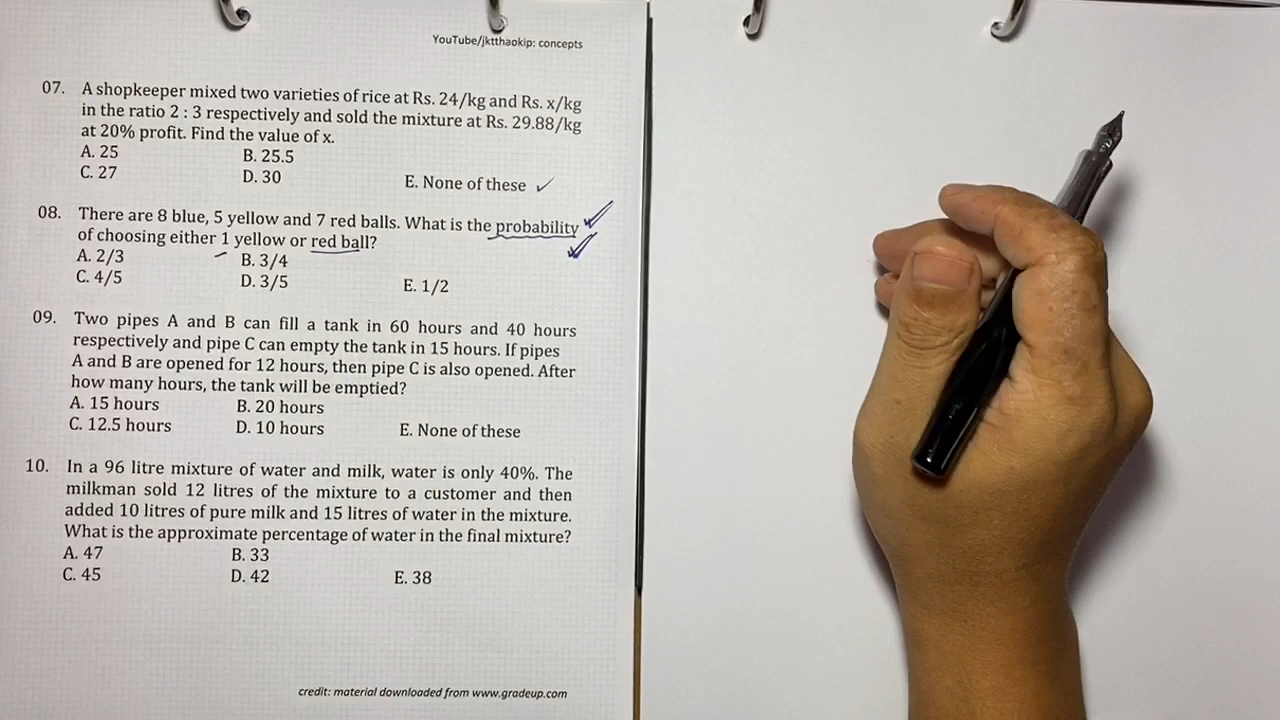 YouTube/jktthaokip: concepts
07. A shopkeeper mixed two varieties of rice at Rs. 24/kg and Rs. x/kg
in the ratio 2 : 3 respectively and sold the mixture at Rs. 29.88/kg
at 20% profit. Find the value of x.
A. 25 B. 25.5
C. 27 D. 30 E. None of these
08. There are 8 blue, 5 yellow and 7 red balls. What is the probability
of choosing either 1 yellow or red ball?
A. 2/3 B. 3/4
C. 4/5 D. 3/5 E. 1/2
09. Two pipes A and B can fill a tank in 60 hours and 40 hours
respectively and pipe C can empty the tank in 15 hours. If pipes
A and B are opened for 12 hours, then pipe C is also opened. After
how many hours, the tank will be emptied?
A. 15 hours B. 20 hours
C. 12.5 hours D. 10 hours E. None of these
10. In a 96 litre mixture of water and milk, water is only 40%. The
milkman sold 12 litres of the mixture to a customer and then
added 10 litres of pure milk and 15 litres of water in the mixture.
What is the approximate percentage of water in the final mixture?
A. 47 B. 33
C. 45 D. 42 E. 38
credit: material downloaded from www.gradeup.com